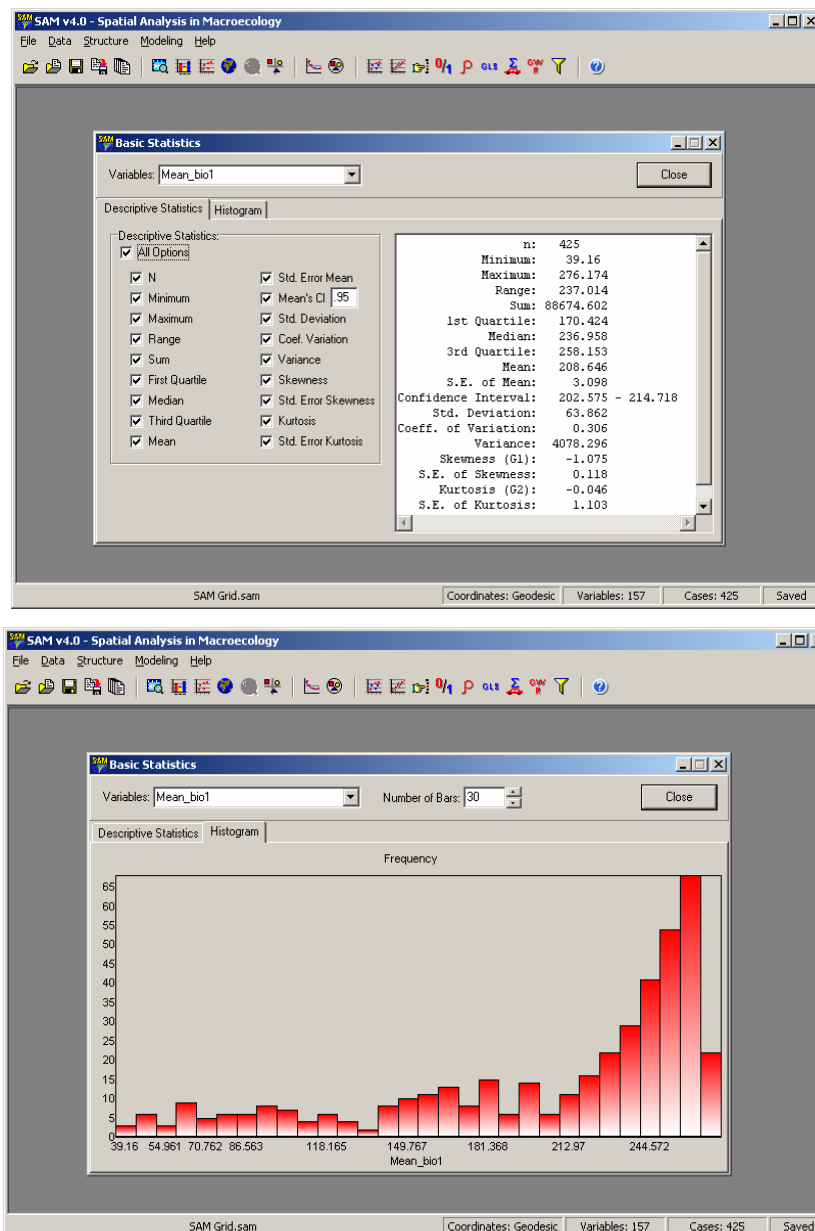 SAM v4.0 - Spatial Analysis in Macroecology
File Data Structure Modeling Help
0/1 ρ GLS Σ GWR
Basic Statistics
Variables: Mean_bio1 Close
Descriptive Statistics Histogram
Descriptive Statistics:
All Options
N
Minimum
Maximum
Range
Sum
First Quartile
Median
Third Quartile
Mean
Std. Error Mean
Mean's CI .95
Std. Deviation
Coef. Variation
Variance
Skewness
Std. Error Skewness
Kurtosis
Std. Error Kurtosis
n: 425
Minimum: 39.16
Maximum: 276.174
Range: 237.014
Sum: 88674.602
1st Quartile: 170.424
Median: 236.958
3rd Quartile: 258.153
Mean: 208.646
S.E. of Mean: 3.098
Confidence Interval: 202.575 - 214.718
Std. Deviation: 63.862
Coeff. of Variation: 0.306
Variance: 4078.296
Skewness (G1): -1.075
S.E. of Skewness: 0.118
Kurtosis (G2): -0.046
S.E. of Kurtosis: 1.103
SAM Grid.sam Coordinates: Geodesic Variables: 157 Cases: 425 Saved
SAM v4.0 - Spatial Analysis in Macroecology
File Data Structure Modeling Help
0/1 ρ GLS Σ GWR
Basic Statistics
Variables: Mean_bio1 Number of Bars: 30 Close
Descriptive Statistics Histogram
Frequency
65
60
55
50
45
40
35
30
25
20
15
10
5
0
39.16 54.961 70.762 86.563 118.165 149.767 181.368 212.97 244.572
Mean_bio1
SAM Grid.sam Coordinates: Geodesic Variables: 157 Cases: 425 Saved